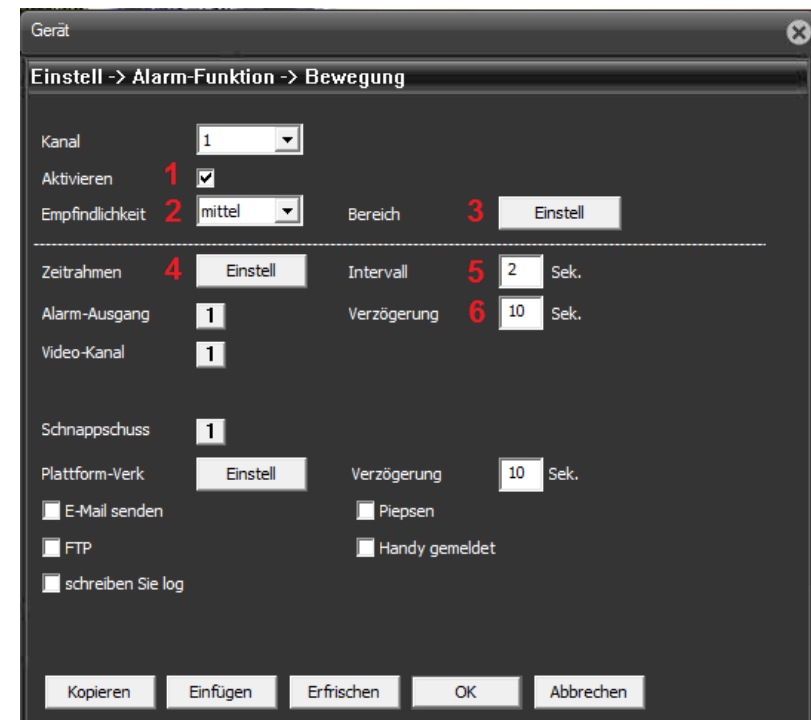 Gerät
Einstell -> Alarm-Funktion -> Bewegung
Kanal 1
Aktivieren 1
Empfindlichkeit 2 mittel Bereich 3 Einstell
Zeitrahmen 4 Einstell Intervall 5 2 Sek.
Alarm-Ausgang 1 Verzögerung 6 10 Sek.
Video-Kanal 1
Schnappschuss 1
Plattform-Verk Einstell Verzögerung 10 Sek.
E-Mail senden Piepsen
FTP Handy gemeldet
schreiben Sie log
Kopieren Einfügen Erfrischen OK Abbrechen